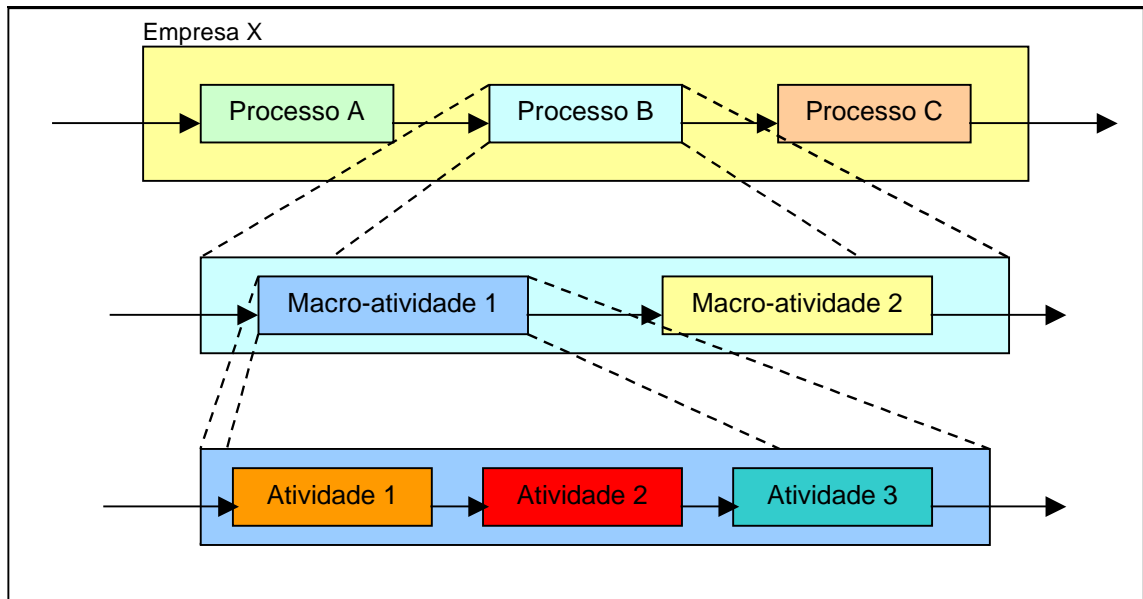 Empresa X
Processo A
Processo B
Processo C
Macro-atividade 1
Macro-atividade 2
Atividade 1
Atividade 2
Atividade 3